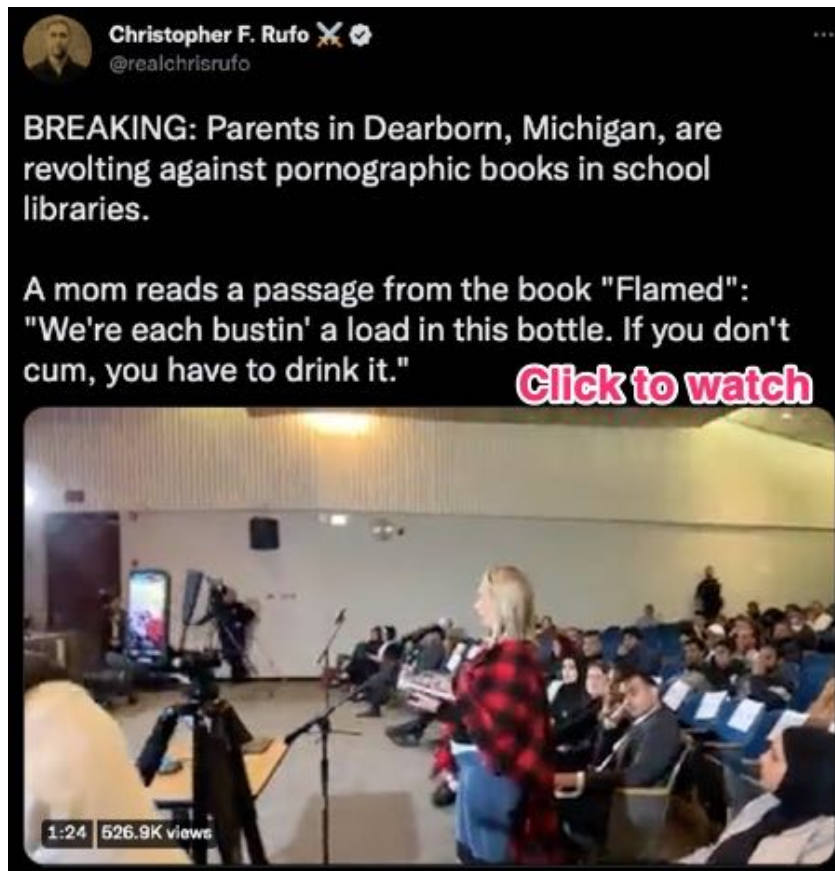 Christopher F. Rufo
@realchrisrufo
BREAKING: Parents in Dearborn, Michigan, are
revolting against pornographic books in school
libraries.
A mom reads a passage from the book "Flamed":
"We're each bustin' a load in this bottle. If you don't
cum, you have to drink it."
Click to watch
1:24 526.9K views